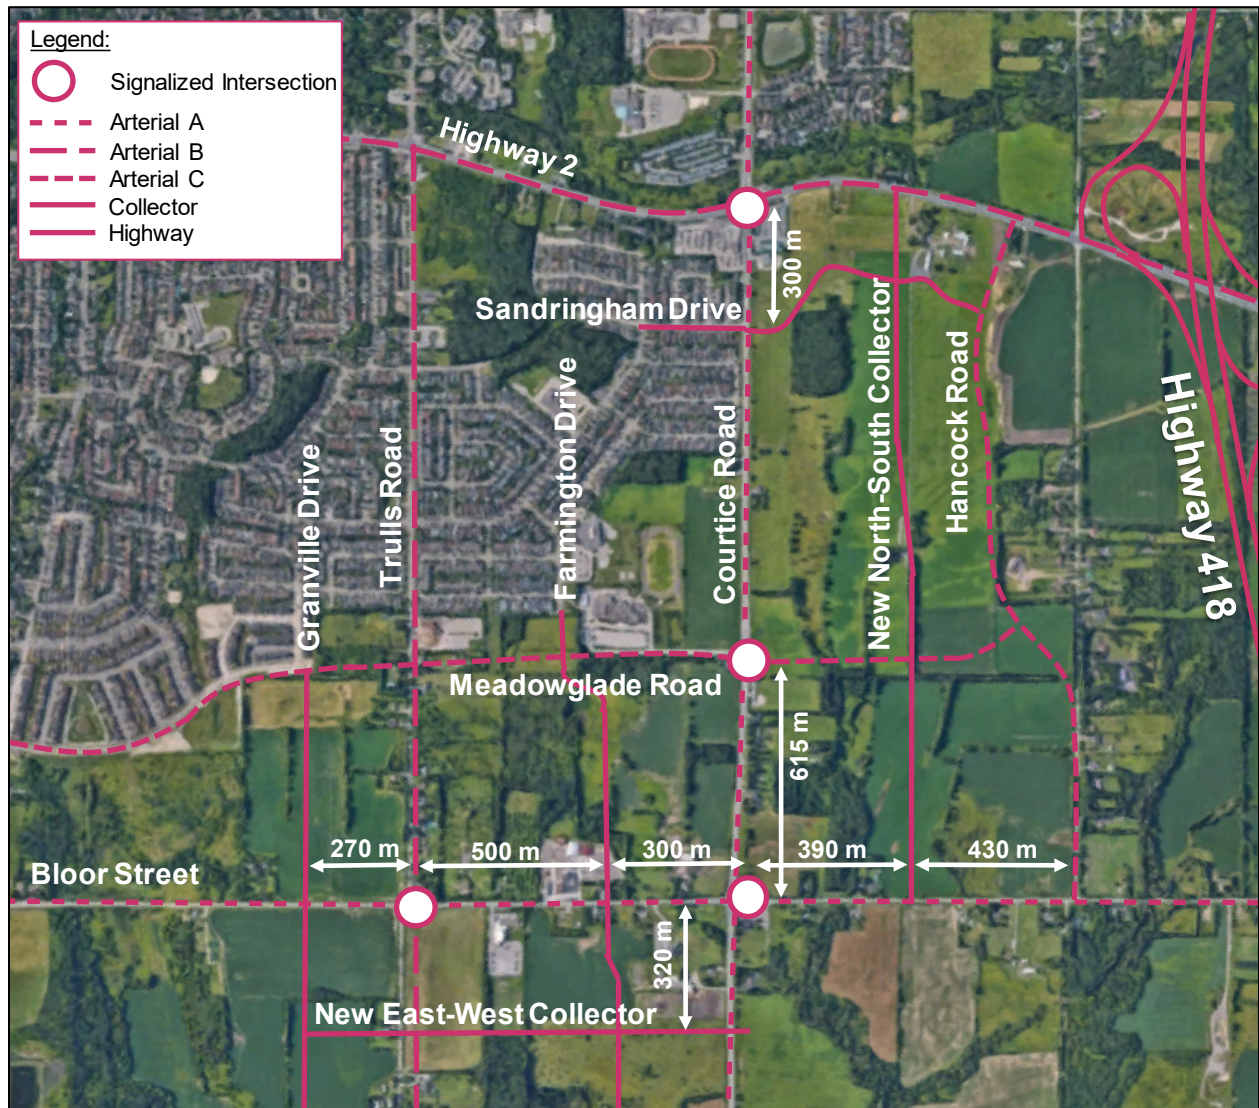 Legend:
Signalized Intersection
Arterial A
Arterial B
Arterial C
Collector
Highway
Highway 2
300 m
Sandringham Drive
New North-South Collector
Hancock Road
Highway 418
Farmington Drive
Courtice Road
Trulls Road
Granville Drive
Meadowglade Road
615 m
270 m
500 m
300 m
390 m
430 m
Bloor Street
320 m
New East-West Collector